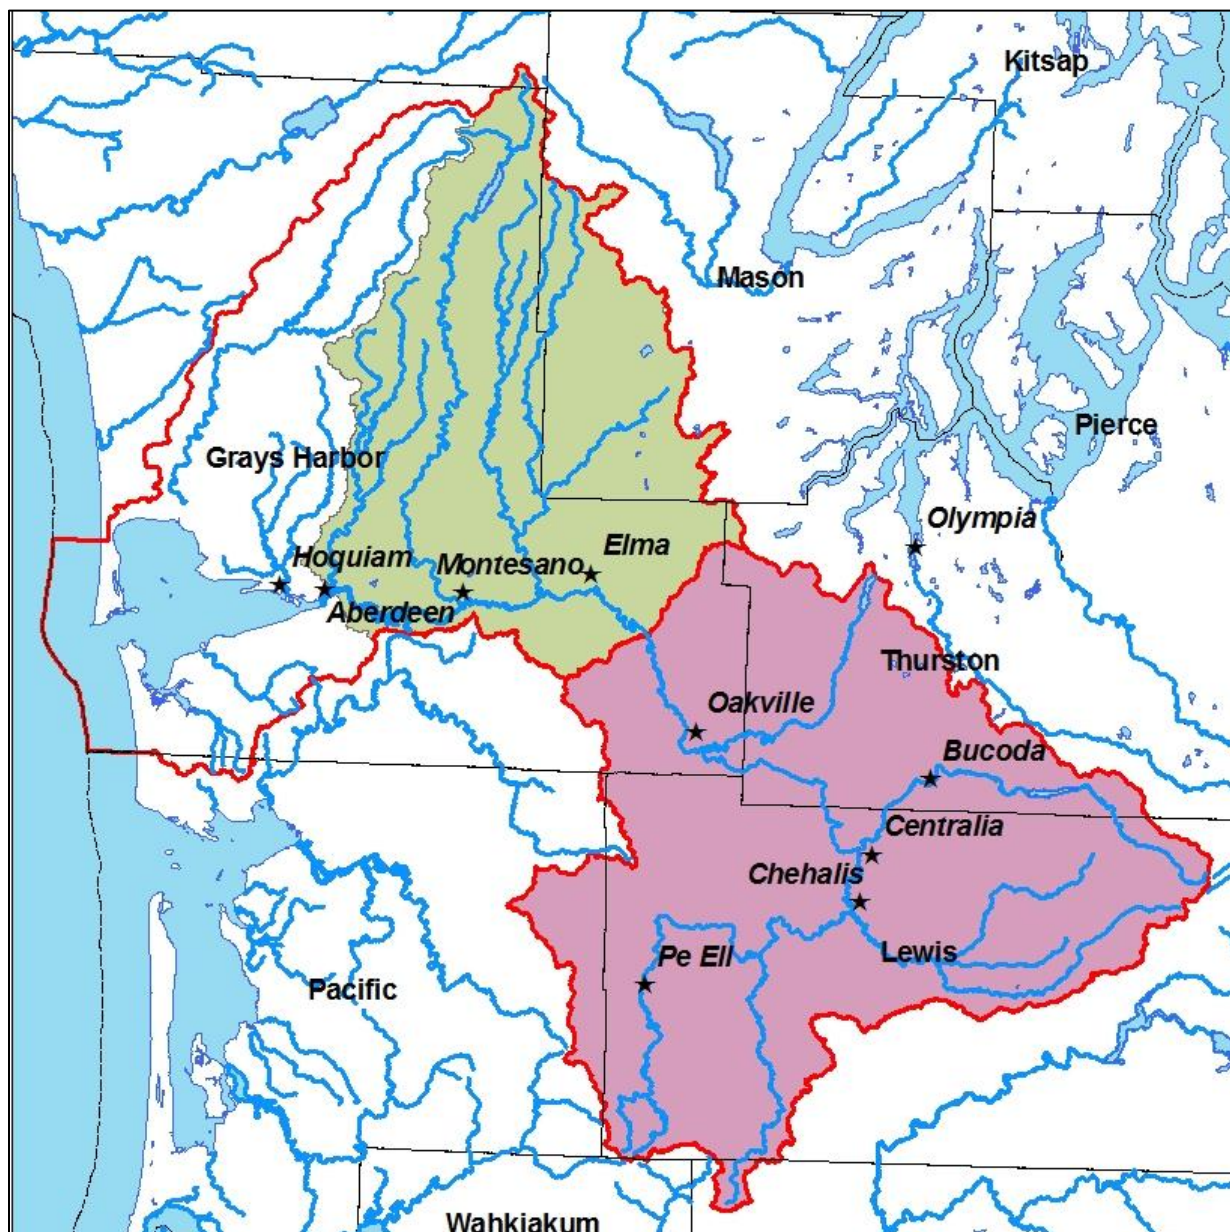 Kitsap
Mason
Pierce
Grays Harbor
Olympia
Hoquiam
Montesano
Elma
Aberdeen
Thurston
Oakville
Bucoda
Centralia
Chehalis
Lewis
Pe Ell
Pacific
Wahkiakum